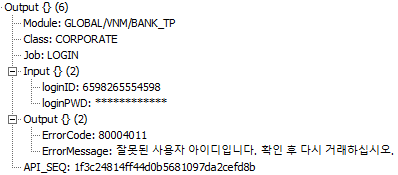 Output {} (6)
Module: GLOBAL/VNM/BANK_TP
Class: CORPORATE
Job: LOGIN
Input {} (2)
loginID: 6598265554598
loginPWD: ************
Output {} (2)
ErrorCode: 80004011
ErrorMessage: 잘못된 사용자 아이디입니다. 확인 후 다시 거래하십시오.
API_SEQ: 1f3c24814ff44d0b5681097da2cefd8b